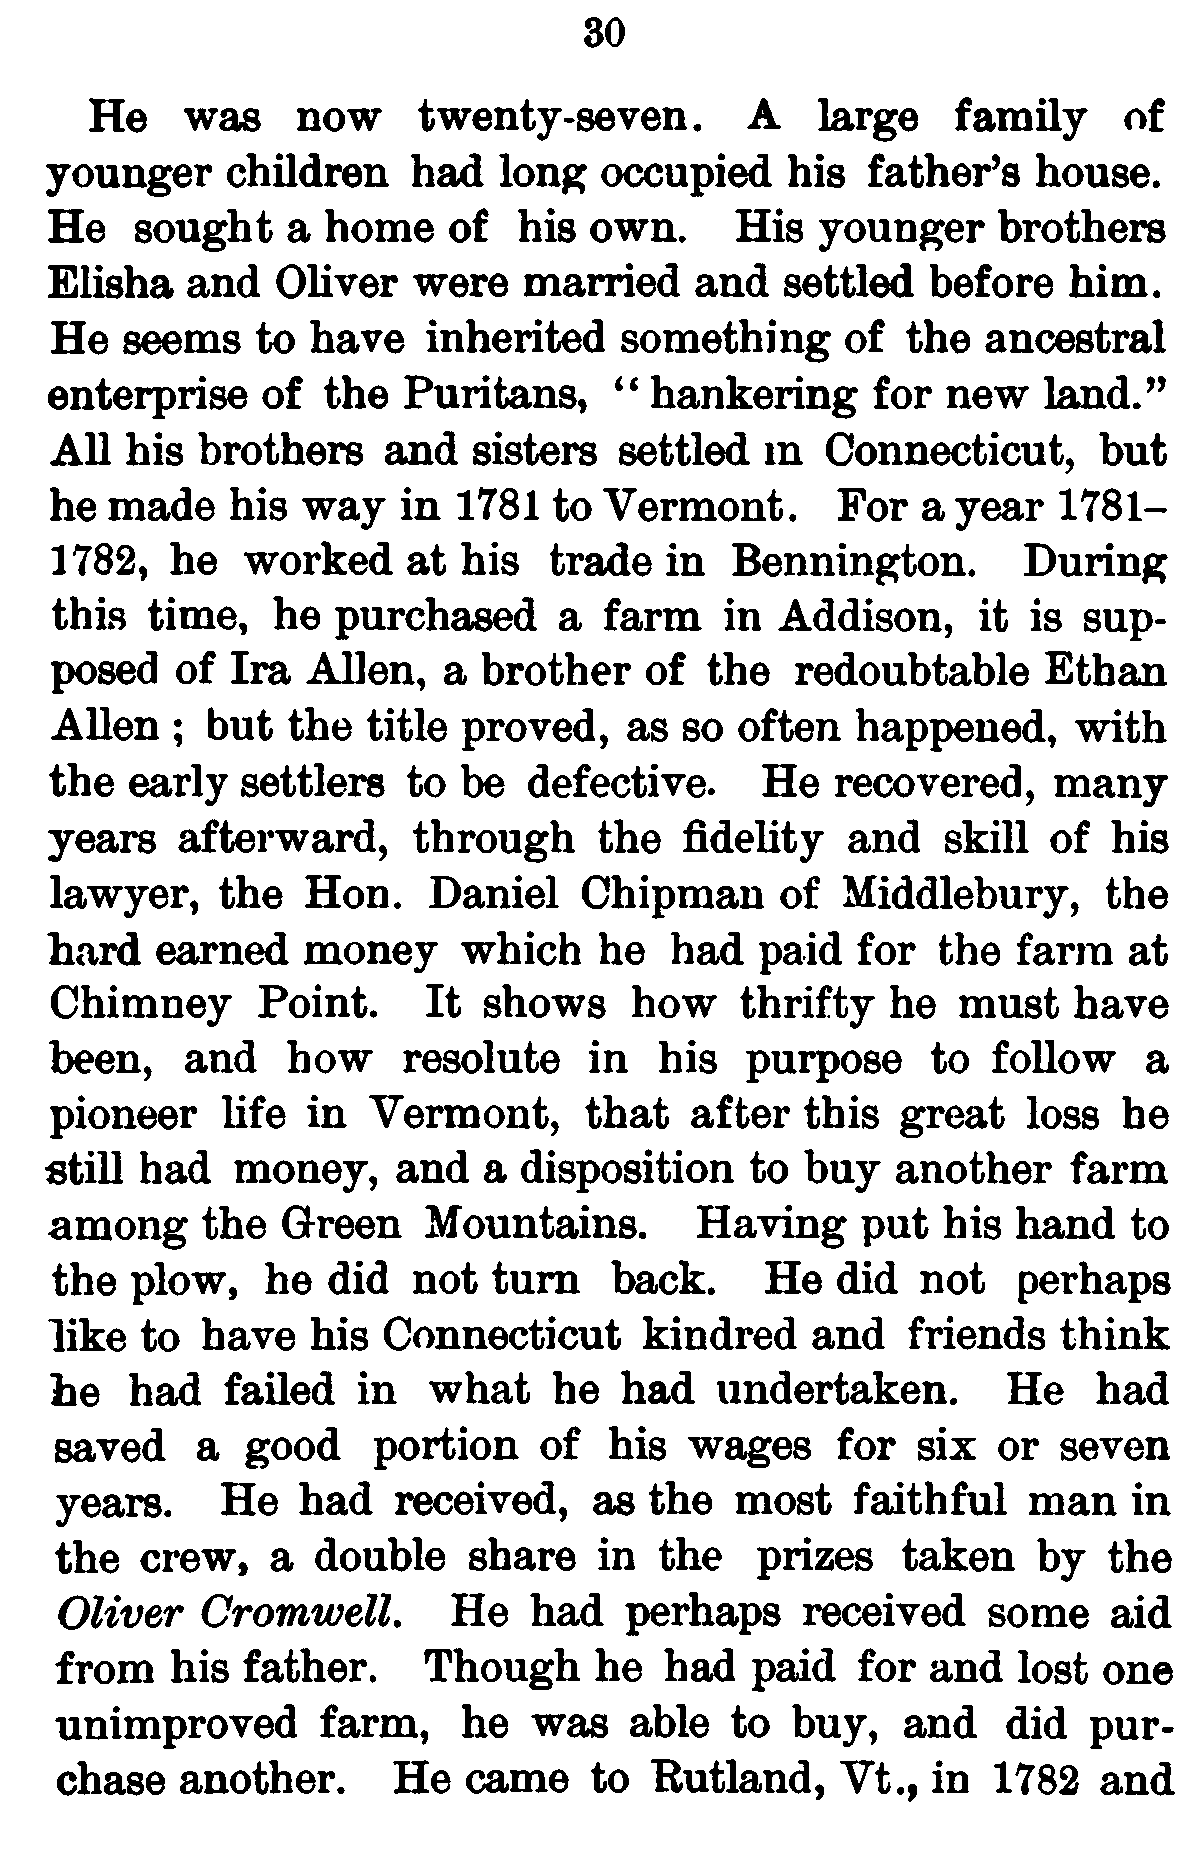 30
He was now twenty-seven. A large family of
younger children had long occupied his father's house.
He sought a home of his own. His younger brothers
Elisha and Oliver were married and settled before him.
He seems to have inherited something of the ancestral
enterprise of the Puritans, "hankering for new land."
All his brothers and sisters settled in Connecticut, but
he made his way in 1781 to Vermont. For a year 1781–
1782, he worked at his trade in Bennington. During
this time, he purchased a farm in Addison, it is sup-
posed of Ira Allen, a brother of the redoubtable Ethan
Allen ; but the title proved, as so often happened, with
the early settlers to be defective. He recovered, many
years afterward, through the fidelity and skill of his
lawyer, the Hon. Daniel Chipman of Middlebury, the
hard earned money which he had paid for the farm at
Chimney Point. It shows how thrifty he must have
been, and how resolute in his purpose to follow a
pioneer life in Vermont, that after this great loss he
still had money, and a disposition to buy another farm
among the Green Mountains. Having put his hand to
the plow, he did not turn back. He did not perhaps
like to have his Connecticut kindred and friends think
he had failed in what he had undertaken. He had
saved a good portion of his wages for six or seven
years. He had received, as the most faithful man in
the crew, a double share in the prizes taken by the
Oliver Cromwell. He had perhaps received some aid
from his father. Though he had paid for and lost one
unimproved farm, he was able to buy, and did pur-
chase another. He came to Rutland, Vt., in 1782 and